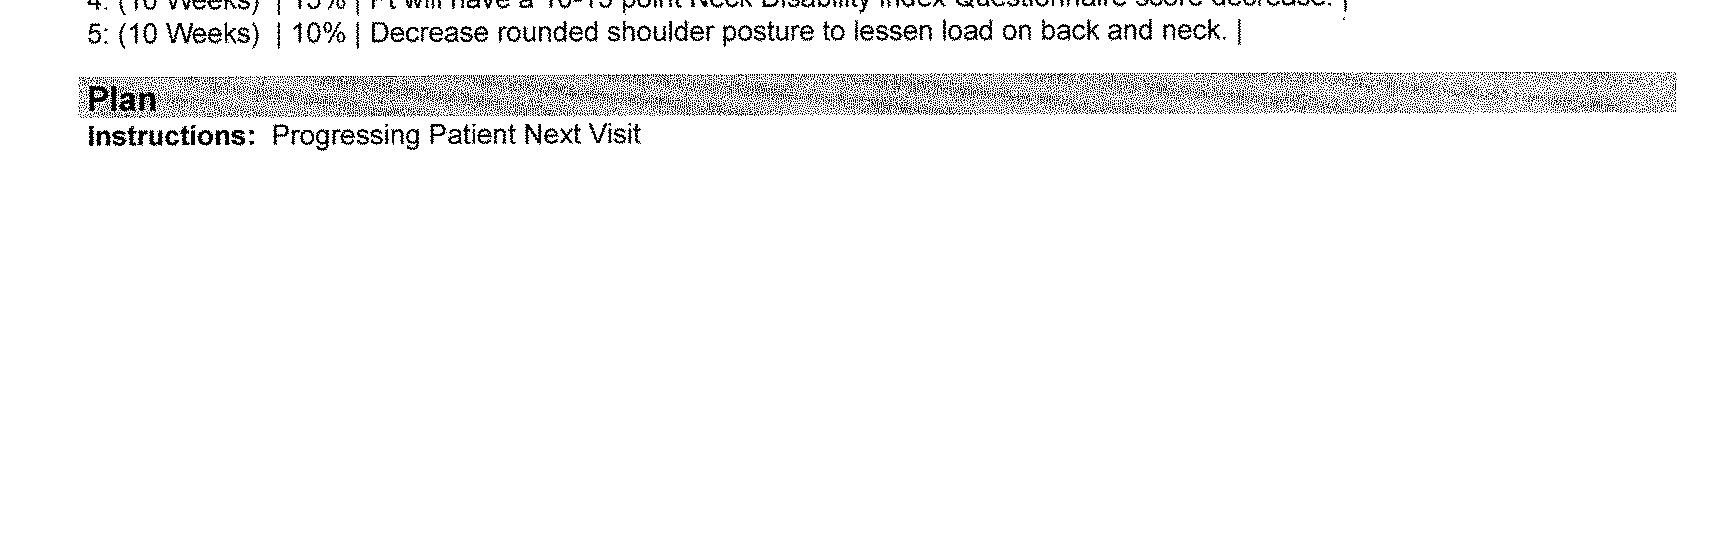 4: (10 Weeks) | 15% | Pt will have a 10-15 point Neck Disability Index Questionnaire score decrease. |
5: (10 Weeks) | 10% | Decrease rounded shoulder posture to lessen load on back and neck. |
Plan
Instructions: Progressing Patient Next Visit